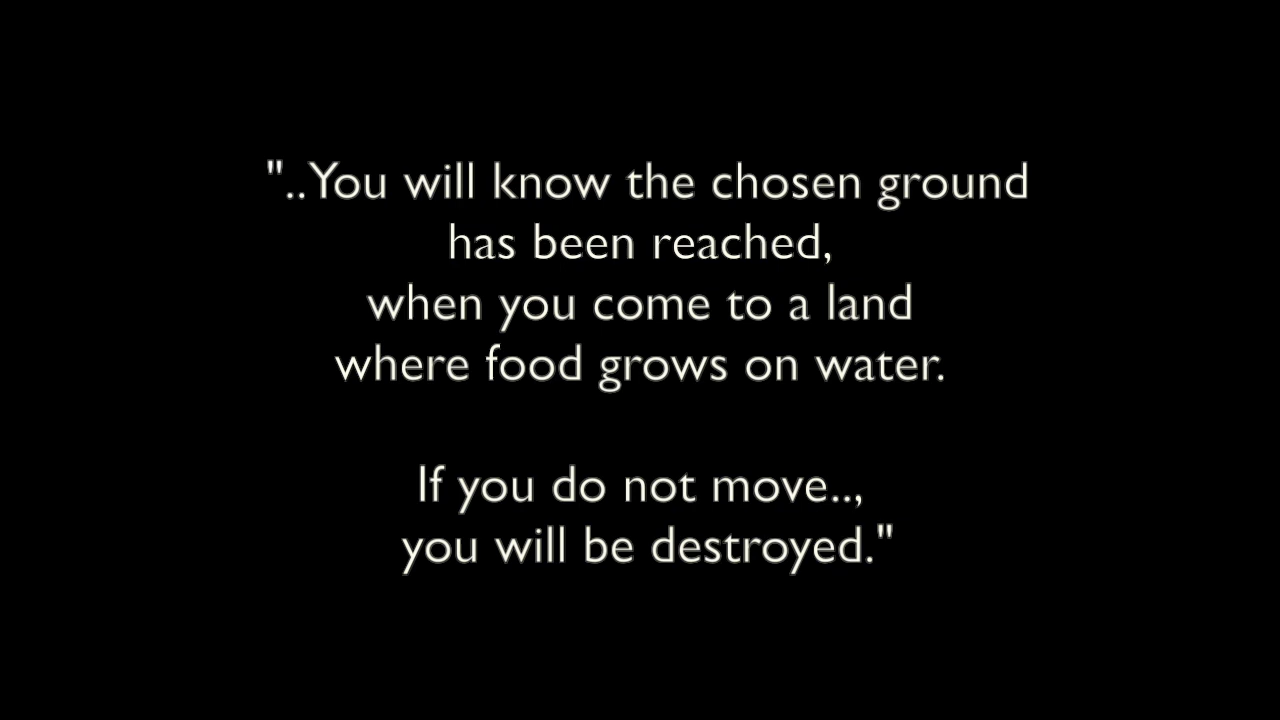 "..You will know the chosen ground
has been reached,
when you come to a land
where food grows on water.
If you do not move..,
you will be destroyed."